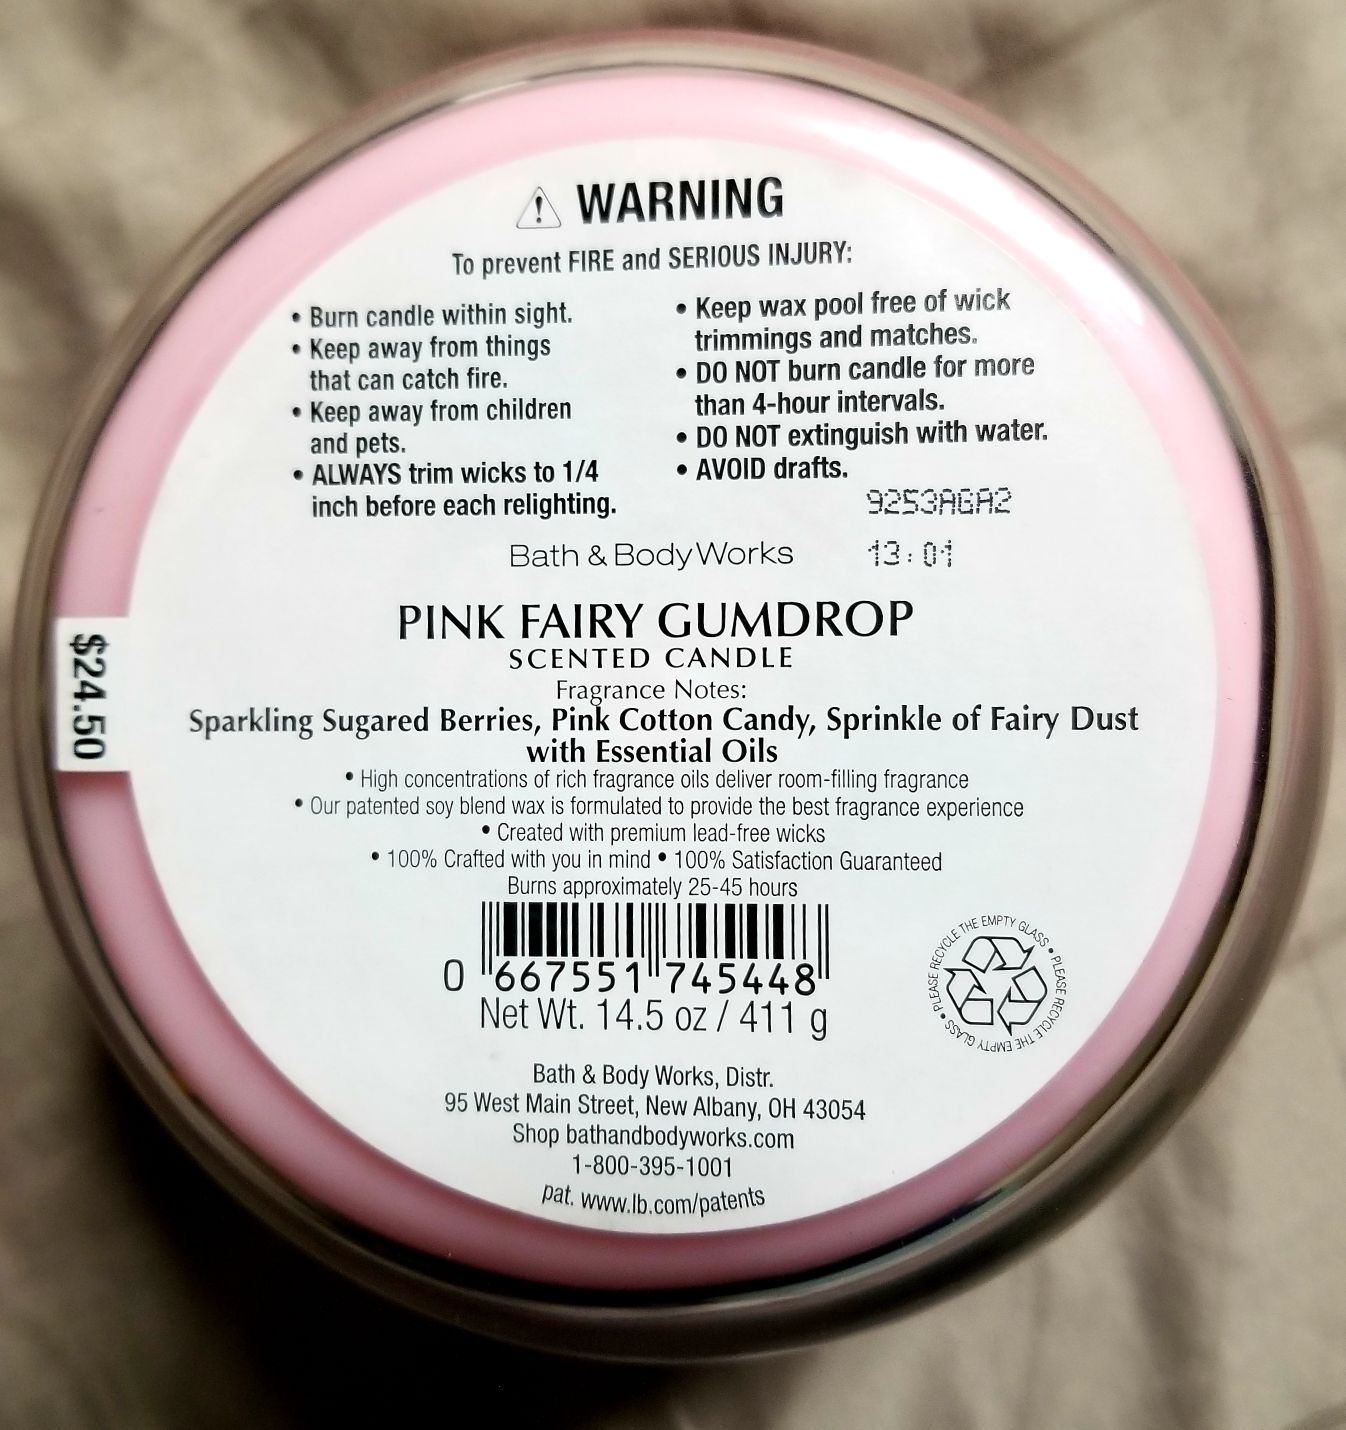 WARNING
To prevent FIRE and SERIOUS INJURY:
• Burn candle within sight.
• Keep away from things
that can catch fire.
• Keep away from children
and pets.
• ALWAYS trim wicks to 1/4
inch before each relighting.
• Keep wax pool free of wick
trimmings and matches.
• DO NOT burn candle for more
than 4-hour intervals.
• DO NOT extinguish with water.
• AVOID drafts.
9253AGA2
13:01
Bath & Body Works
PINK FAIRY GUMDROP
SCENTED CANDLE
Fragrance Notes:
Sparkling Sugared Berries, Pink Cotton Candy, Sprinkle of Fairy Dust
with Essential Oils
• High concentrations of rich fragrance oils deliver room-filling fragrance
• Our patented soy blend wax is formulated to provide the best fragrance experience
• Created with premium lead-free wicks
• 100% Crafted with you in mind • 100% Satisfaction Guaranteed
Burns approximately 25-45 hours
0 667551 745448
Net Wt. 14.5 oz / 411 g
• PLEASE RECYCLE THE EMPTY GLASS • PLEASE RECYCLE THE EMPTY GLASS
Bath & Body Works, Distr.
95 West Main Street, New Albany, OH 43054
Shop bathandbodyworks.com
1-800-395-1001
pat. www.lb.com/patents
$24.50